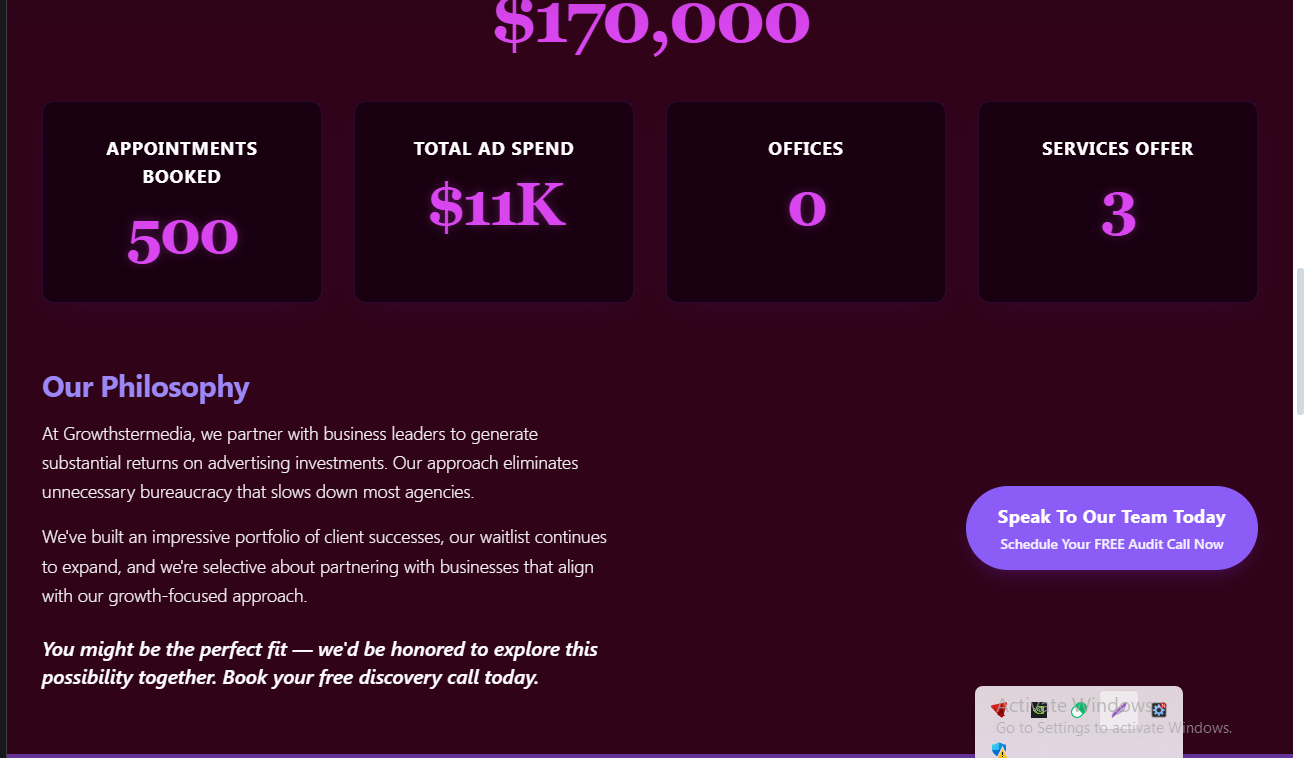 $170,000
APPOINTMENTS
BOOKED
500
TOTAL AD SPEND
$11K
OFFICES
0
SERVICES OFFER
3
Our Philosophy
At Growthstermedia, we partner with business leaders to generate
substantial returns on advertising investments. Our approach eliminates
unnecessary bureaucracy that slows down most agencies.
We've built an impressive portfolio of client successes, our waitlist continues
to expand, and we're selective about partnering with businesses that align
with our growth-focused approach.
You might be the perfect fit — we'd be honored to explore this
possibility together. Book your free discovery call today.
Speak To Our Team Today
Schedule Your FREE Audit Call Now
Activate Windows
Go to Settings to activate Windows.